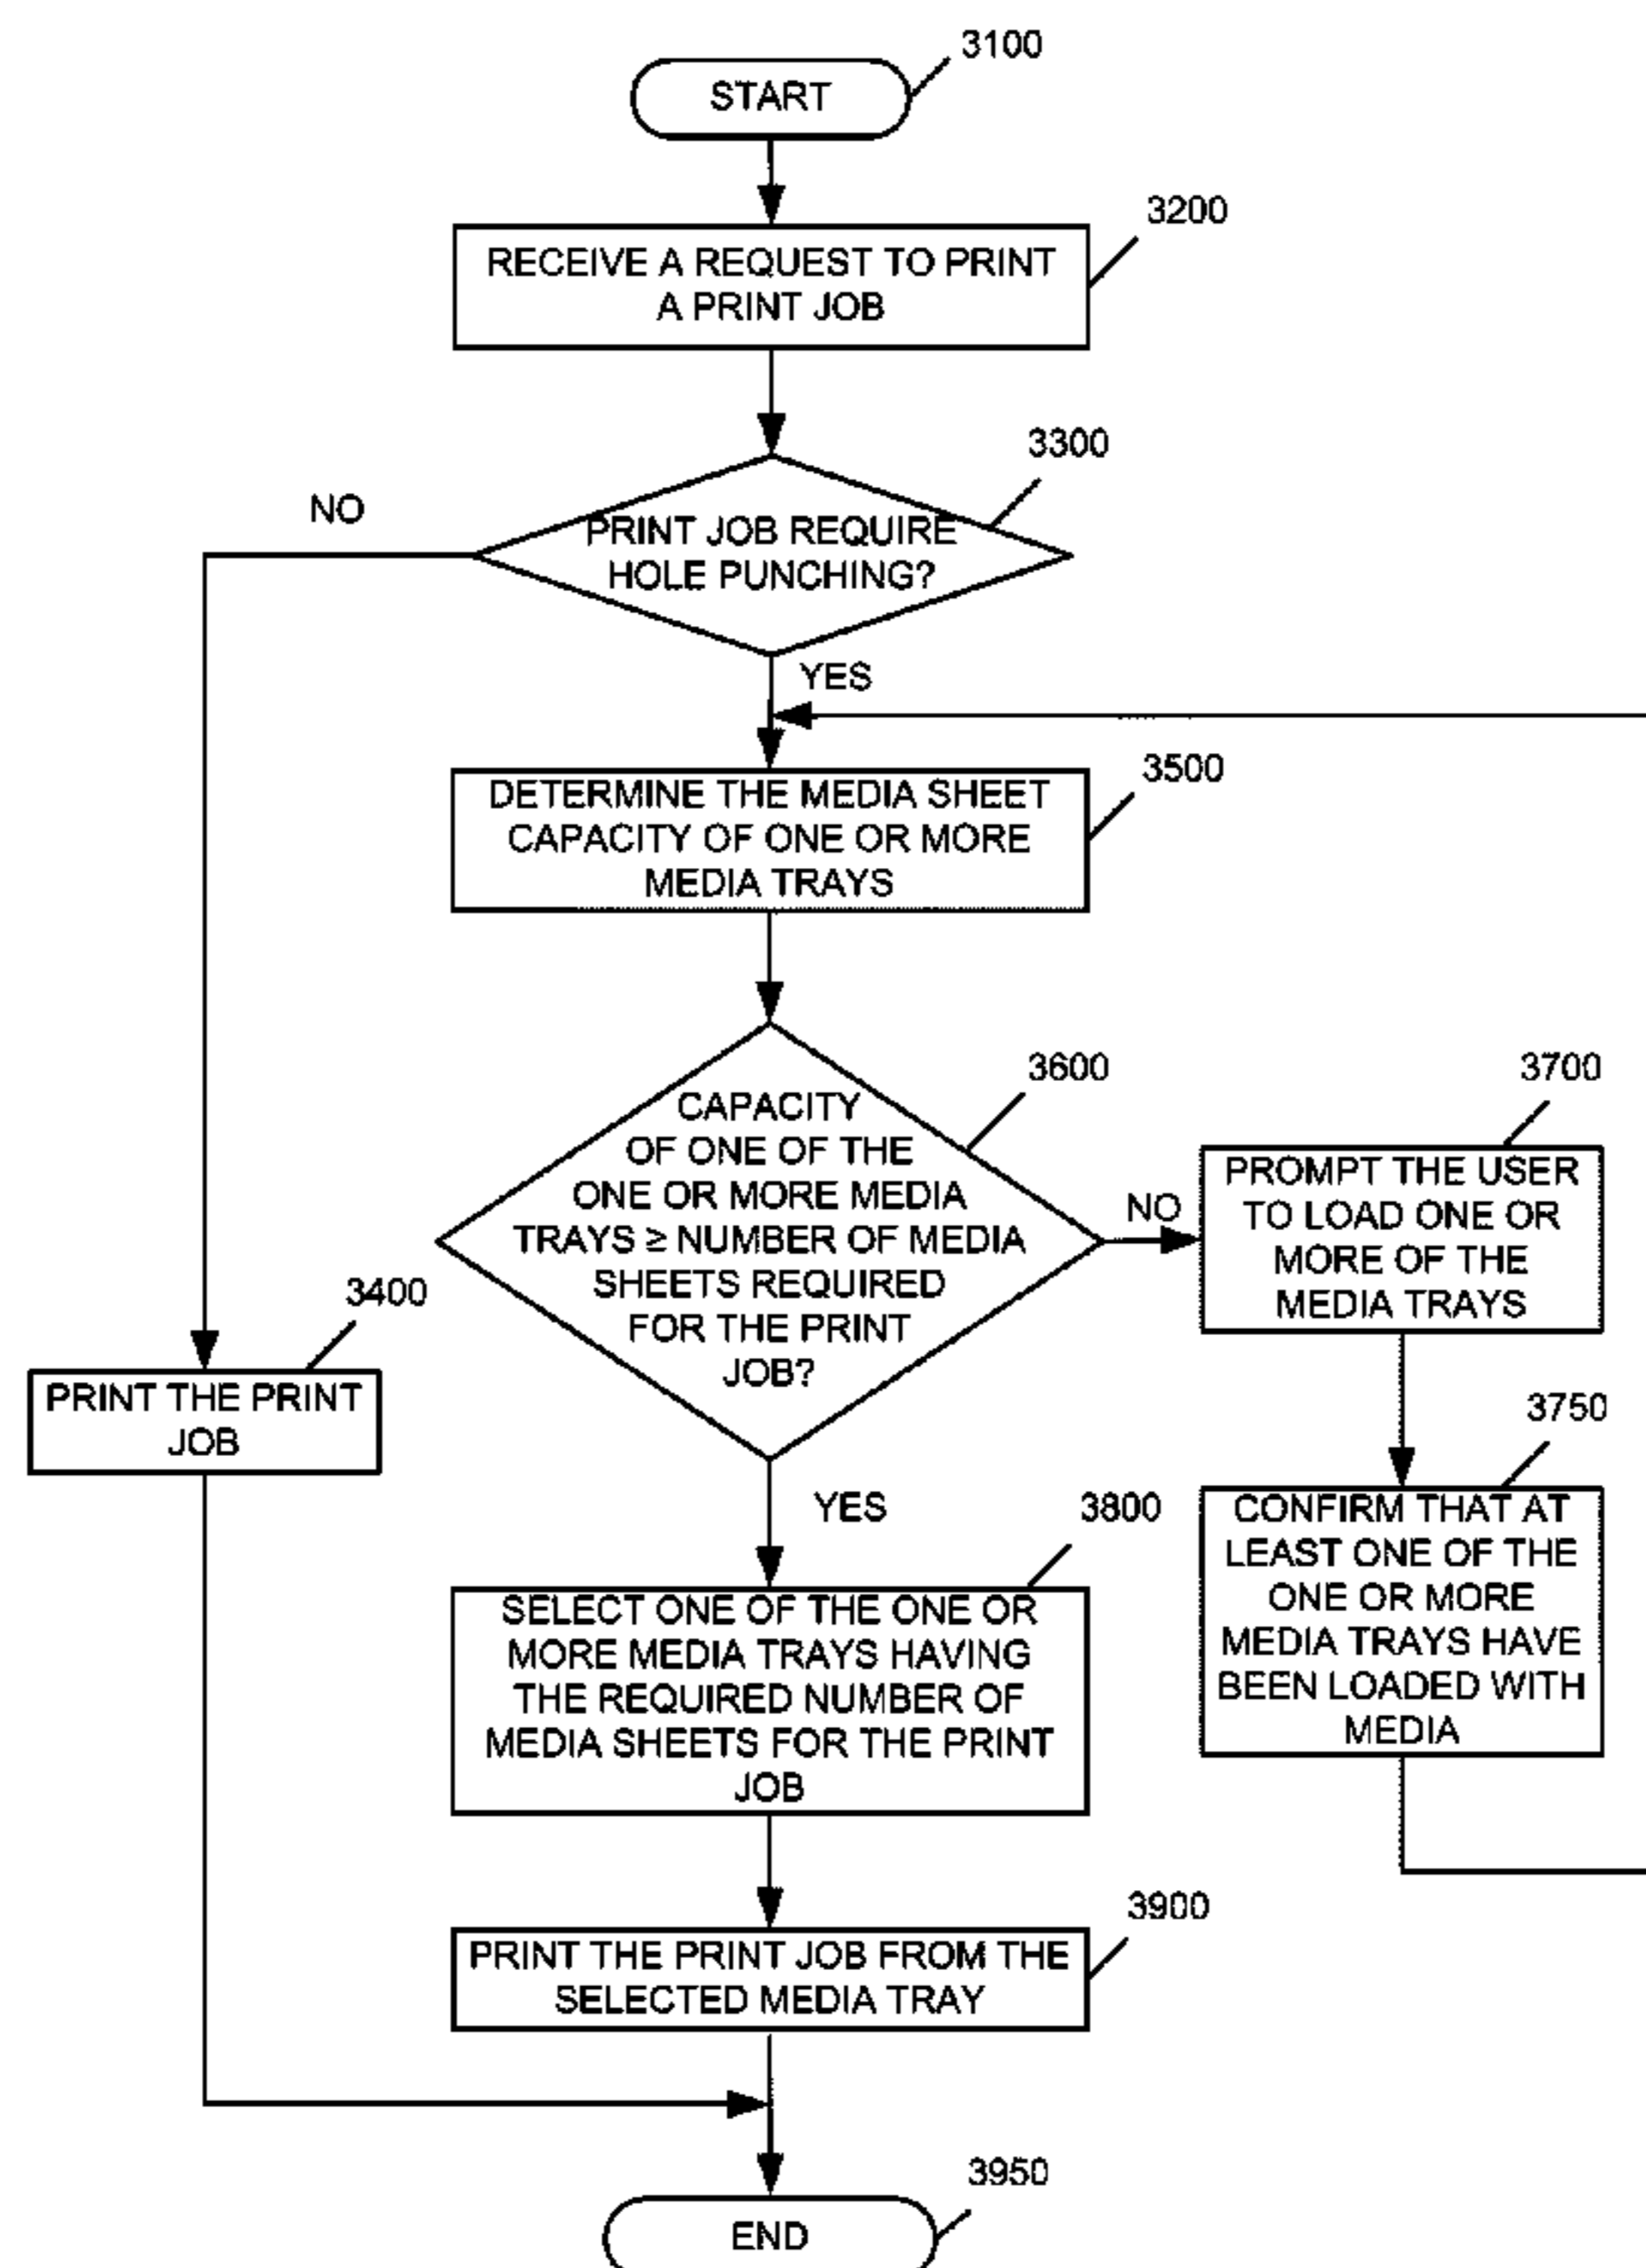 3100
START
3200
RECEIVE A REQUEST TO PRINT
A PRINT JOB
3300
NO
PRINT JOB REQUIRE
HOLE PUNCHING?
YES
3500
DETERMINE THE MEDIA SHEET
CAPACITY OF ONE OR MORE
MEDIA TRAYS
3600
CAPACITY
OF ONE OF THE
ONE OR MORE MEDIA
TRAYS ≥ NUMBER OF MEDIA
SHEETS REQUIRED
FOR THE PRINT
JOB?
NO
3700
PROMPT THE USER
TO LOAD ONE OR
MORE OF THE
MEDIA TRAYS
3400
PRINT THE PRINT
JOB
3750
CONFIRM THAT AT
LEAST ONE OF THE
ONE OR MORE
MEDIA TRAYS HAVE
BEEN LOADED WITH
MEDIA
YES
3800
SELECT ONE OF THE ONE OR
MORE MEDIA TRAYS HAVING
THE REQUIRED NUMBER OF
MEDIA SHEETS FOR THE PRINT
JOB
3900
PRINT THE PRINT JOB FROM THE
SELECTED MEDIA TRAY
3950
END